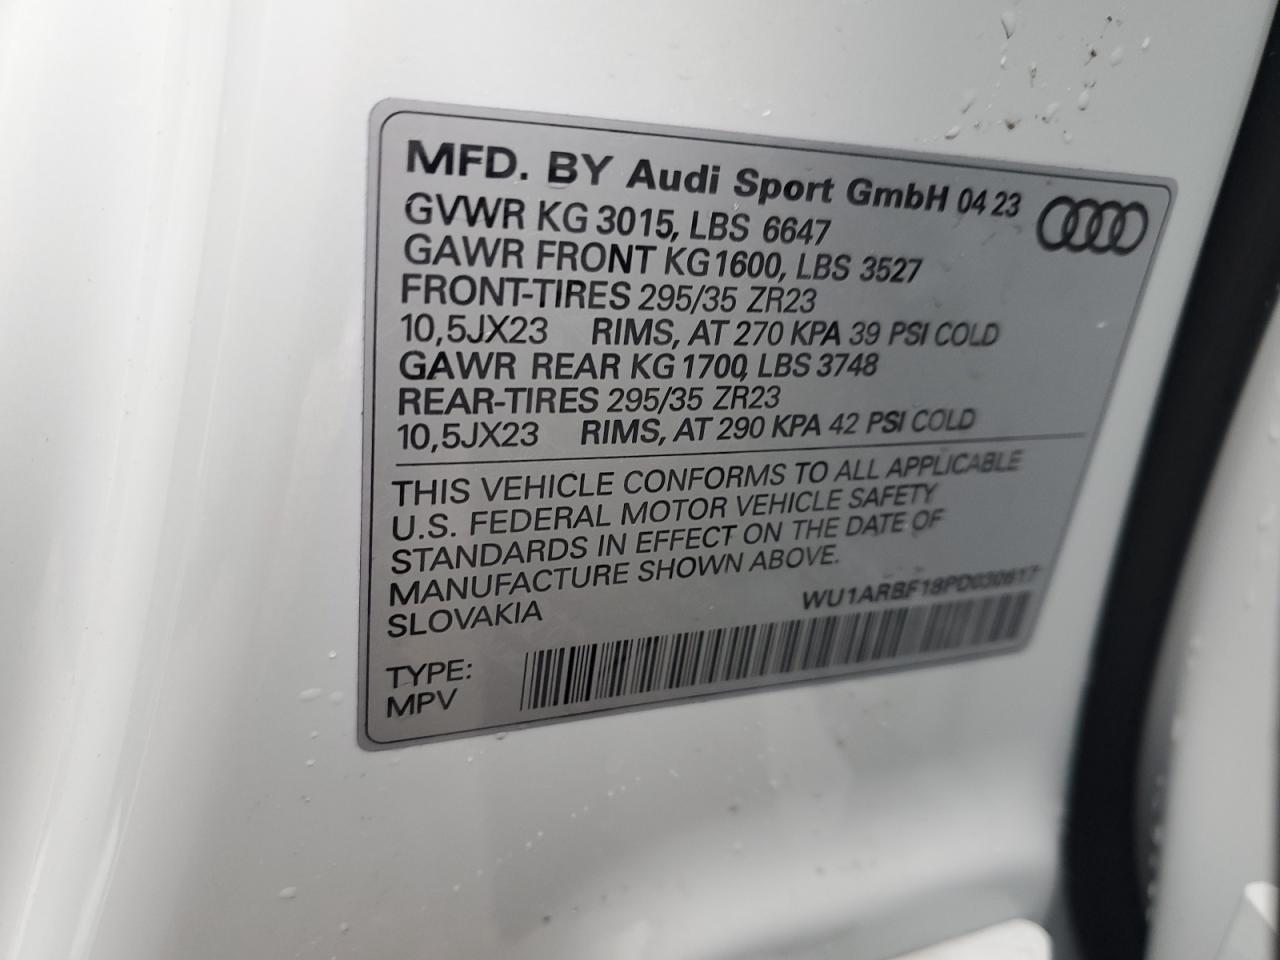 MFD. BY Audi Sport GmbH 04 23
GVWR KG 3015, LBS 6647
GAWR FRONT KG 1600, LBS 3527
FRONT-TIRES 295/35 ZR23
10,5JX23 RIMS, AT 270 KPA 39 PSI COLD
GAWR REAR KG 1700, LBS 3748
REAR-TIRES 295/35 ZR23
10,5JX23 RIMS, AT 290 KPA 42 PSI COLD
THIS VEHICLE CONFORMS TO ALL APPLICABLE
U.S. FEDERAL MOTOR VEHICLE SAFETY
STANDARDS IN EFFECT ON THE DATE OF
MANUFACTURE SHOWN ABOVE.
SLOVAKIA
WU1ARBF18PD030617
TYPE:
MPV